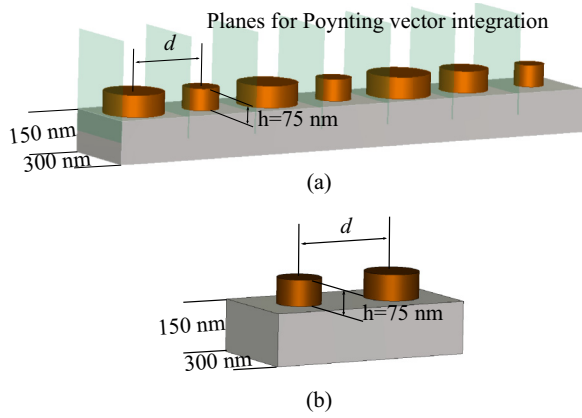 Planes for Poynting vector integration
d
h=75 nm
150 nm
300 nm
(a)
d
h=75 nm
150 nm
300 nm
(b)